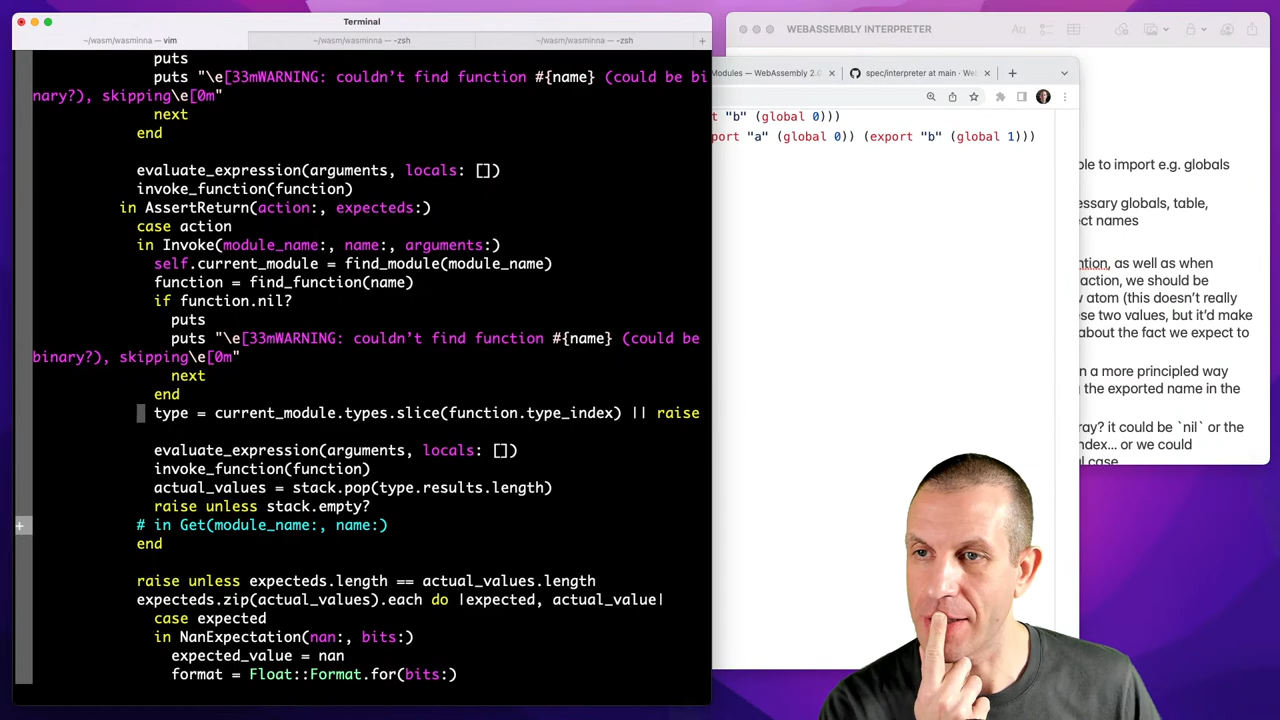 Terminal
~/wasm/wasminna — vim
~/wasm/wasminna — -zsh
~/wasm/wasminna — -zsh
+
puts
puts "\e[33mWARNING: couldn't find function #{name} (could be bi
nary?), skipping\e[0m"
next
end
evaluate_expression(arguments, locals: [])
invoke_function(function)
in AssertReturn(action:, expecteds:)
case action
in Invoke(module_name:, name:, arguments:)
self.current_module = find_module(module_name)
function = find_function(name)
if function.nil?
puts
puts "\e[33mWARNING: couldn't find function #{name} (could be
binary?), skipping\e[0m"
next
end
type = current_module.types.slice(function.type_index) || raise
evaluate_expression(arguments, locals: [])
invoke_function(function)
actual_values = stack.pop(type.results.length)
raise unless stack.empty?
+ # in Get(module_name:, name:)
end
raise unless expecteds.length == actual_values.length
expecteds.zip(actual_values).each do |expected, actual_value|
case expected
in NanExpectation(nan:, bits:)
expected_value = nan
format = Float::Format.for(bits:)
WEBASSEMBLY INTERPRETER
Aa
Modules — WebAssembly 2.0
spec/interpreter at main · We
t "b" (global 0)))
port "a" (global 0)) (export "b" (global 1)))
ble to import e.g. globals
essary globals, table,
ect names
ntion, as well as when
action, we should be
w atom (this doesn't really
ese two values, but it'd make
about the fact we expect to
n a more principled way
the exported name in the
ray? it could be `nil` or the
ndex... or we could
al case